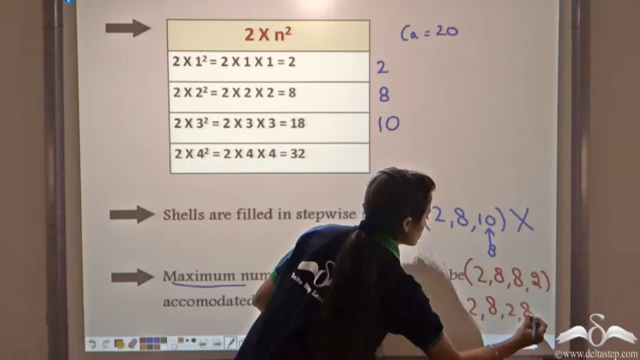 2 X n²
Ca = 20
2 X 1² = 2 X 1 X 1 = 2
2
2 X 2² = 2 X 2 X 2 = 8
8
2 X 3² = 2 X 3 X 3 = 18
10
2 X 4² = 2 X 4 X 4 = 32
Shells are filled in stepwise
2,8,10) X
8
Maximum
be (2,8,8,2)
accomodated
2,8,2,8
www.deltastep.com